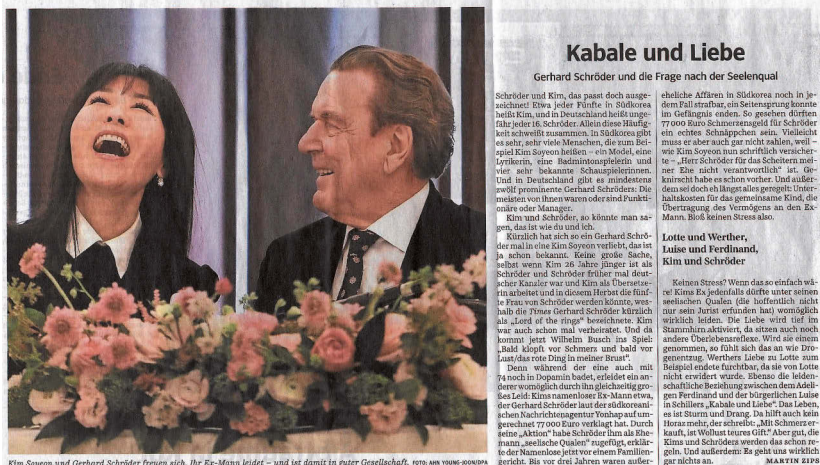 Kabale und Liebe
Gerhard Schröder und die Frage nach der Seelenqual
Schröder und Kim, das passt doch ausge-
zeichnet! Etwa jeder Fünfte in Südkorea
heißt Kim, und in Deutschland heißt unge-
fähr jeder 16. Schröder. Allein diese Häufig-
keit schweißt zusammen. In Südkorea gibt
es sehr, sehr viele Menschen, die zum Bei-
spiel Kim Soyeon heißen – ein Model, eine
Lyrikerin, eine Badmintonspielerin und
vier sehr bekannte Schauspielerinnen.
Und in Deutschland gibt es mindestens
zwölf prominente Gerhard Schröders: Die
meisten von ihnen waren oder sind Funktio-
näre oder Manager.
Kim und Schröder, so könnte man sa-
gen, das ist wie du und ich.
Kürzlich hat sich so ein Gerhard Schrö-
der mal in eine Kim Soyeon verliebt, das ist
ja schon bekannt. Keine große Sache,
selbst wenn Kim 26 Jahre jünger ist als
Schröder und Schröder früher mal deut-
scher Kanzler war und Kim als Übersetze-
rin arbeitet und in diesem Herbst die fünf-
te Frau von Schröder werden könnte, wes-
halb die Times Gerhard Schröder kürzlich
als „Lord of the rings“ bezeichnete. Kim
war auch schon mal verheiratet. Und da
kommt jetzt Wilhelm Busch ins Spiel:
"Bald klopft vor Schmerz und bald vor
Lust/das rote Ding in meiner Brust".
Denn während der eine auch mit
74 noch in Dopamin badet, erleidet ein an-
derer womöglich durch ihn gleichzeitig gro-
ßes Leid: Kims namenloser Ex-Mann etwa,
der Gerhard Schröder laut der südkoreani-
schen Nachrichtenagentur Yonhap auf um-
gerechnet 77 000 Euro verklagt hat. Durch
seine „Aktion“ habe Schröder ihm als Ehe-
mann „seelische Qualen“ zugefügt, erklär-
te der Namenlose jetzt vor einem Familien-
gericht. Bis vor drei Jahren waren außer-
eheliche Affären in Südkorea noch in je-
dem Fall strafbar, ein Seitensprung konnte
im Gefängnis enden. So gesehen dürften
77 000 Euro Schmerzensgeld für Schröder
ein echtes Schnäppchen sein. Vielleicht
muss er aber auch gar nicht zahlen, weil –
wie Kim Soyeon nun schriftlich versicher-
te – „Herr Schröder für das Scheitern mei-
ner Ehe nicht verantwortlich“ ist. Ge-
knirscht habe es schon vorher. Und außer-
dem sei doch eh längst alles geregelt: Unter-
haltskosten für das gemeinsame Kind, die
Übertragung des Vermögens an den Ex-
Mann. Bloß keinen Stress also.
Lotte und Werther,
Luise und Ferdinand,
Kim und Schröder
Keinen Stress? Wenn das so einfach wä-
re! Kims Ex jedenfalls dürfte unter seinen
seelischen Qualen (die hoffentlich nicht
nur sein Jurist erfunden hat) womöglich
wirklich leiden. Die Liebe wird tief im
Stammhirn aktiviert, da sitzen auch noch
andere Überlebensreflexe. Wird sie einem
genommen, so fühlt sich das an wie Dro-
genentzug. Werthers Liebe zu Lotte zum
Beispiel endete furchtbar, da sie von Lotte
nicht erwidert wurde. Ebenso die leiden-
schaftliche Beziehung zwischen dem Adeli-
gen Ferdinand und der bürgerlichen Luise
in Schillers „Kabale und Liebe“. Das Leben,
es ist Sturm und Drang. Da hilft auch kein
Horaz mehr, der schreibt: „Mit Schmerz er-
kauft, ist Wollust teures Gift.“ Aber gut, die
Kims und Schröders werden das schon re-
geln. Und außerdem: Es geht uns wirklich
gar nichts an.
MARTIN ZIPS
Kim Soyeon und Gerhard Schröder freuen sich. Ihr Ex-Mann leidet – und ist damit in guter Gesellschaft. FOTO: AHN YOUNG-JOON/DPA